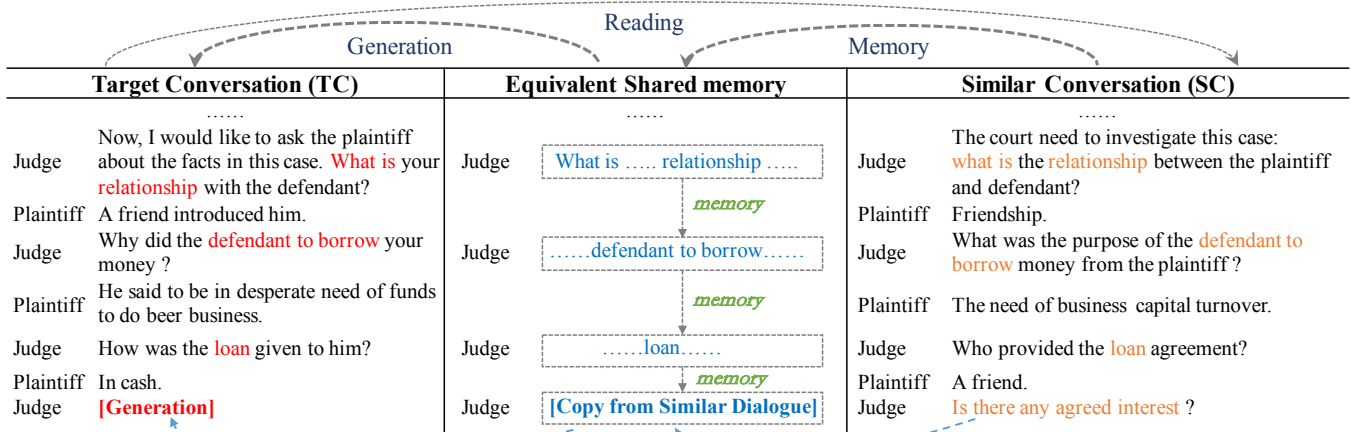 Reading
Generation
Memory
Target Conversation (TC)
Equivalent Shared memory
Similar Conversation (SC)
……
……
……
Judge
Now, I would like to ask the plaintiff
about the facts in this case. What is your
relationship with the defendant?
Judge
What is ….. relationship …..
Judge
The court need to investigate this case:
what is the relationship between the plaintiff
and defendant?
Plaintiff
A friend introduced him.
memory
Plaintiff
Friendship.
Judge
Why did the defendant to borrow your
money ?
Judge
……defendant to borrow……
Judge
What was the purpose of the defendant to
borrow money from the plaintiff ?
Plaintiff
He said to be in desperate need of funds
to do beer business.
memory
Plaintiff
The need of business capital turnover.
Judge
How was the loan given to him?
Judge
……loan……
Judge
Who provided the loan agreement?
Plaintiff
In cash.
memory
Plaintiff
A friend.
Judge
[Generation]
Judge
[Copy from Similar Dialogue]
Judge
Is there any agreed interest ?